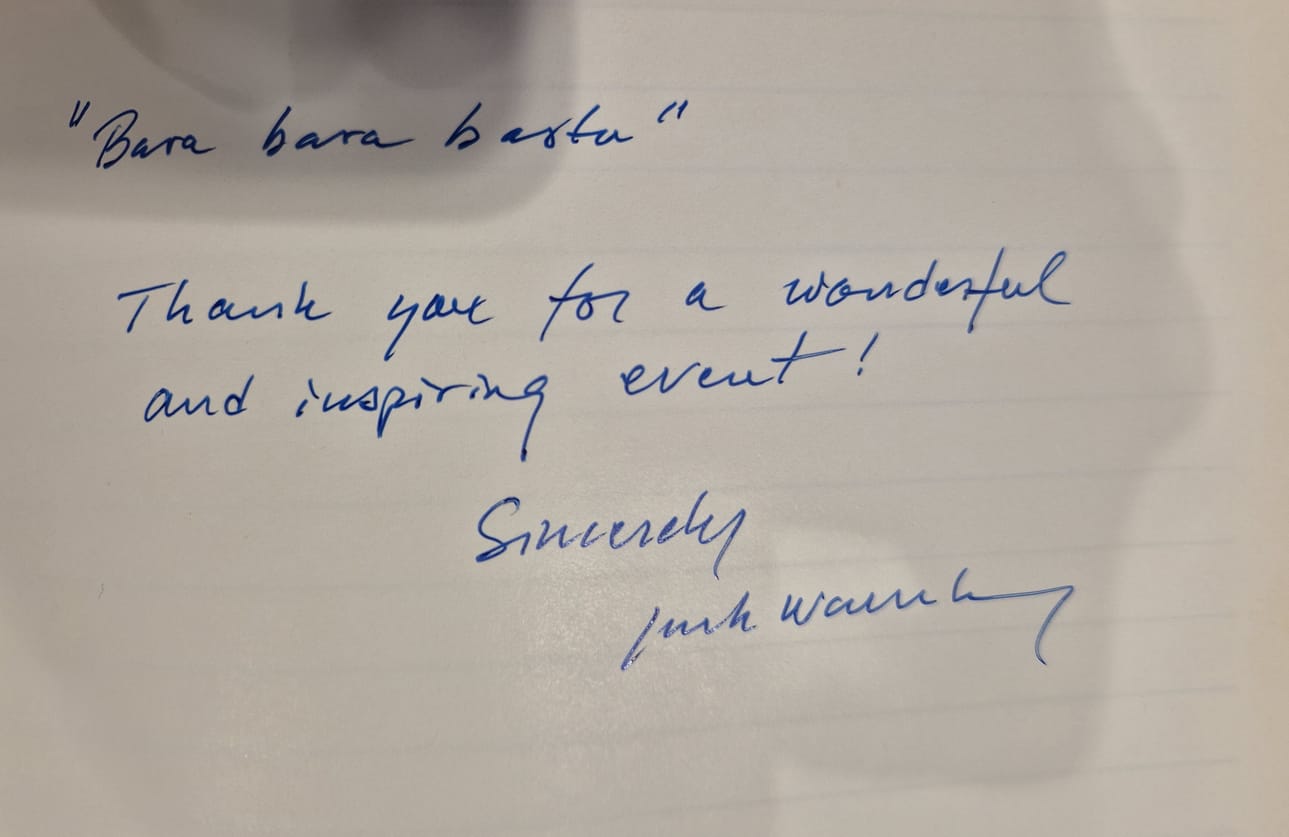 "Bara bara basta"
Thank you for a wonderful
and inspiring event!
Sincerely